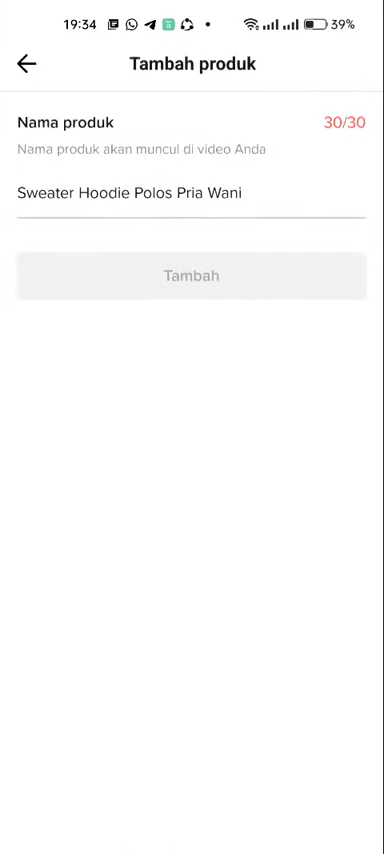 19:34 39%
Tambah produk
Nama produk 30/30
Nama produk akan muncul di video Anda
Sweater Hoodie Polos Pria Wani
Tambah